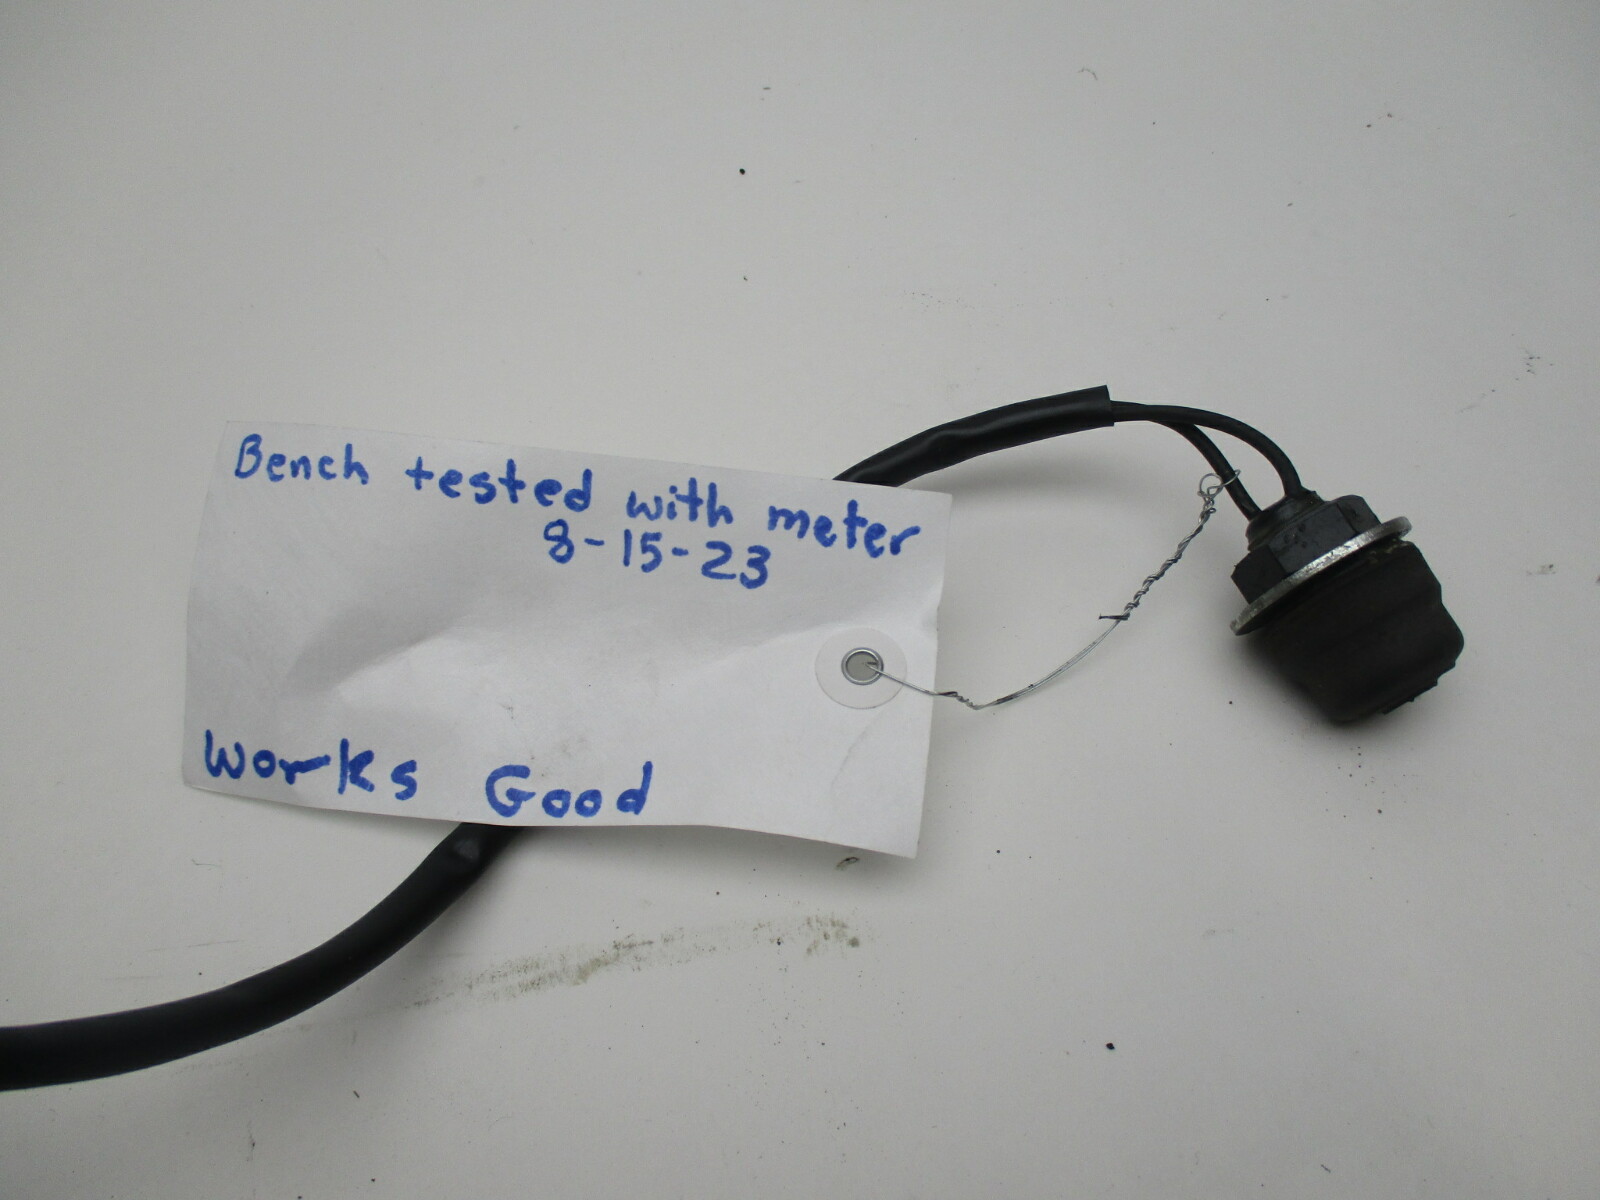 Bench tested with meter
8-15-23
Works Good